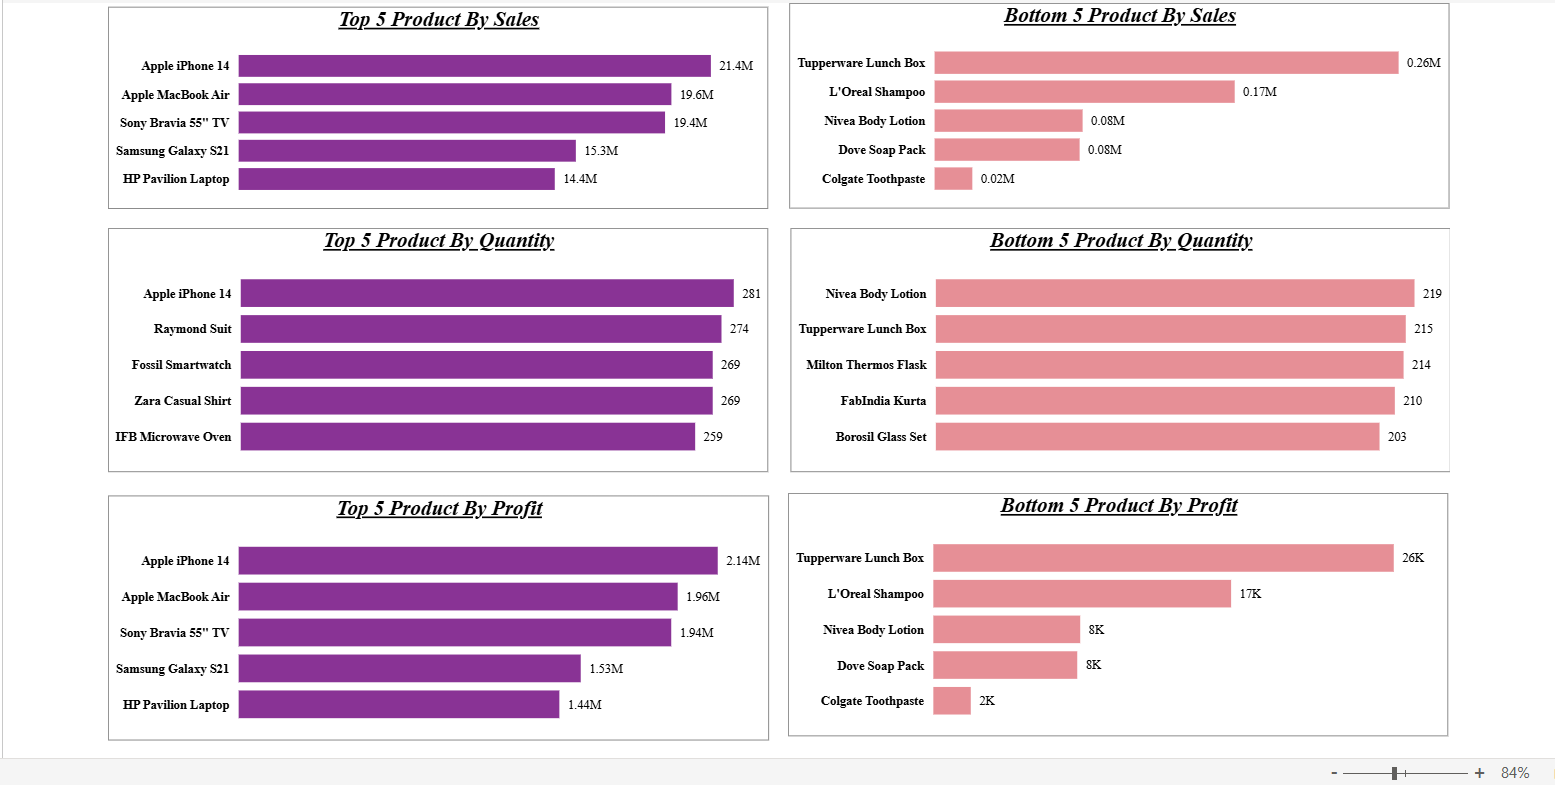 Top 5 Product By Sales
Apple iPhone 14 21.4M
Apple MacBook Air 19.6M
Sony Bravia 55" TV 19.4M
Samsung Galaxy S21 15.3M
HP Pavilion Laptop 14.4M
Bottom 5 Product By Sales
Tupperware Lunch Box 0.26M
L'Oreal Shampoo 0.17M
Nivea Body Lotion 0.08M
Dove Soap Pack 0.08M
Colgate Toothpaste 0.02M
Top 5 Product By Quantity
Apple iPhone 14 281
Raymond Suit 274
Fossil Smartwatch 269
Zara Casual Shirt 269
IFB Microwave Oven 259
Bottom 5 Product By Quantity
Nivea Body Lotion 219
Tupperware Lunch Box 215
Milton Thermos Flask 214
FabIndia Kurta 210
Borosil Glass Set 203
Top 5 Product By Profit
Apple iPhone 14 2.14M
Apple MacBook Air 1.96M
Sony Bravia 55" TV 1.94M
Samsung Galaxy S21 1.53M
HP Pavilion Laptop 1.44M
Bottom 5 Product By Profit
Tupperware Lunch Box 26K
L'Oreal Shampoo 17K
Nivea Body Lotion 8K
Dove Soap Pack 8K
Colgate Toothpaste 2K
- + 84%